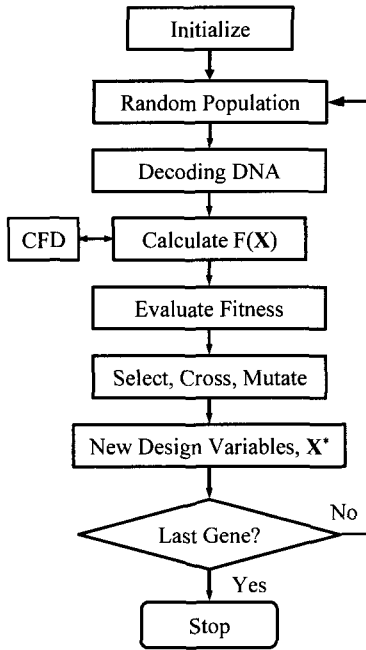 Initialize
Random Population
Decoding DNA
CFD
Calculate F(X)
Evaluate Fitness
Select, Cross, Mutate
New Design Variables, X*
Last Gene?
No
Yes
Stop